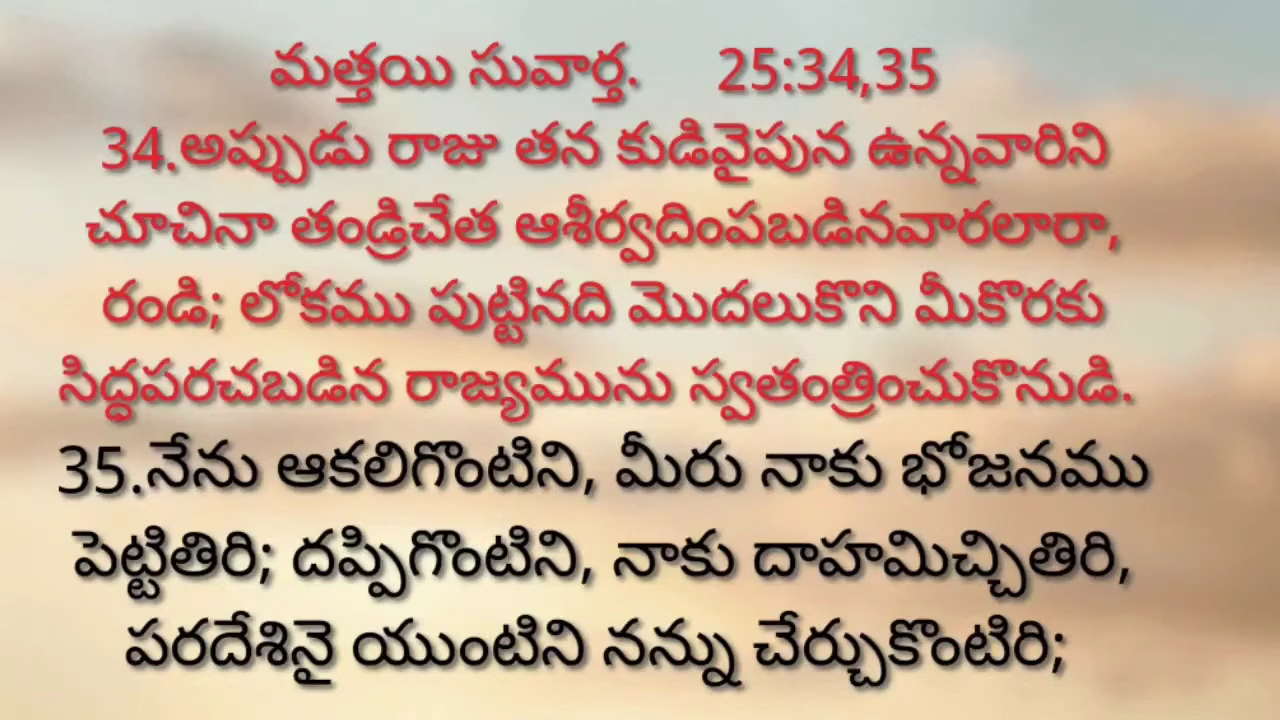 మత్తయి సువార్త. 25:34,35
34.అప్పుడు రాజు తన కుడివైపున ఉన్నవారిని
చూచినా తండ్రిచేత ఆశీర్వదింపబడినవారలారా,
రండి; లోకము పుట్టినది మొదలుకొని మీకొరకు
సిద్ధపరచబడిన రాజ్యమును స్వతంత్రించుకొనుడి.
35.నేను ఆకలిగొంటిని, మీరు నాకు భోజనము
పెట్టితిరి; దప్పిగొంటిని, నాకు దాహమిచ్చితిరి,
పరదేశినై యుంటిని నన్ను చేర్చుకొంటిరి;